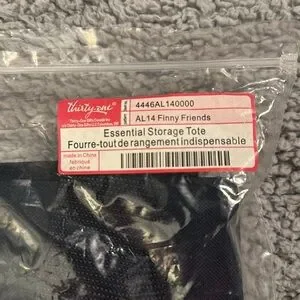 thirty-one
4446AL140000
AL14 Finny Friends
Essential Storage Tote
Fourre-tout de rangement indispensable
made in China
fabriqué
en chine